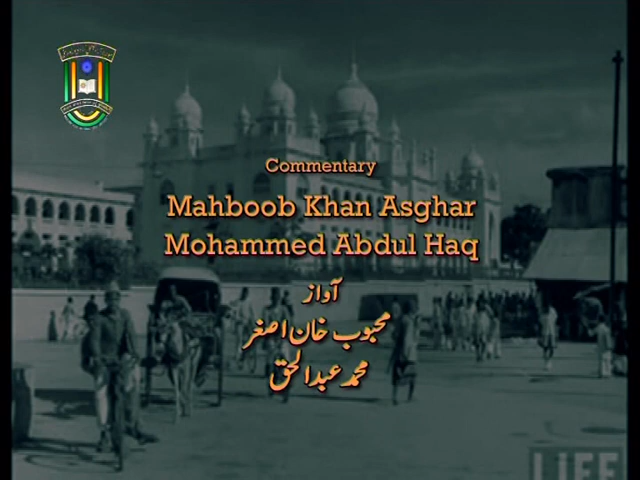 Commentary
Mahboob Khan Asghar
Mohammed Abdul Haq
آواز
محبوب خان اصغر
محمد عبدالحق
LIFE